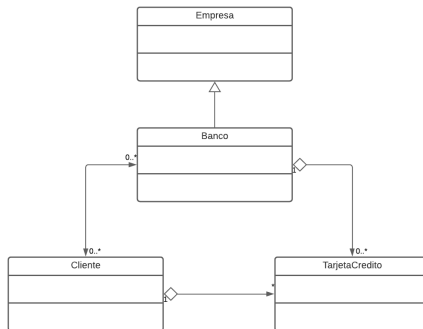 Empresa
Banco
0..*
1
0..*
0..*
Cliente
TarjetaCredito
1
*